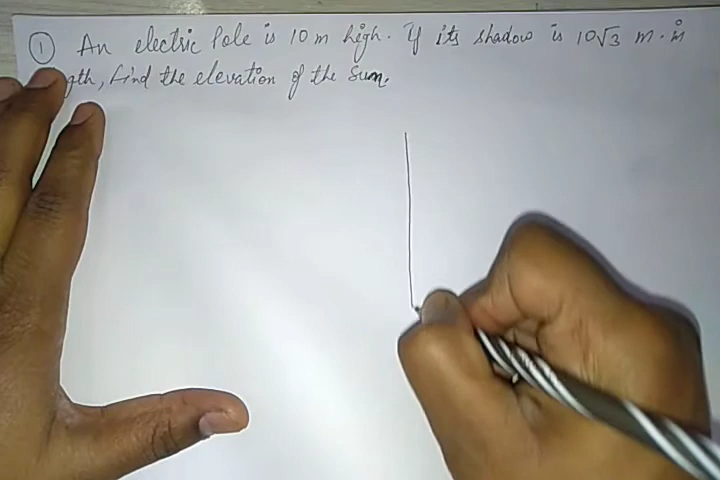 ① An electric Pole is 10 m high. If its shadow is 10√3 m. in
gth, find the elevation of the Sun.